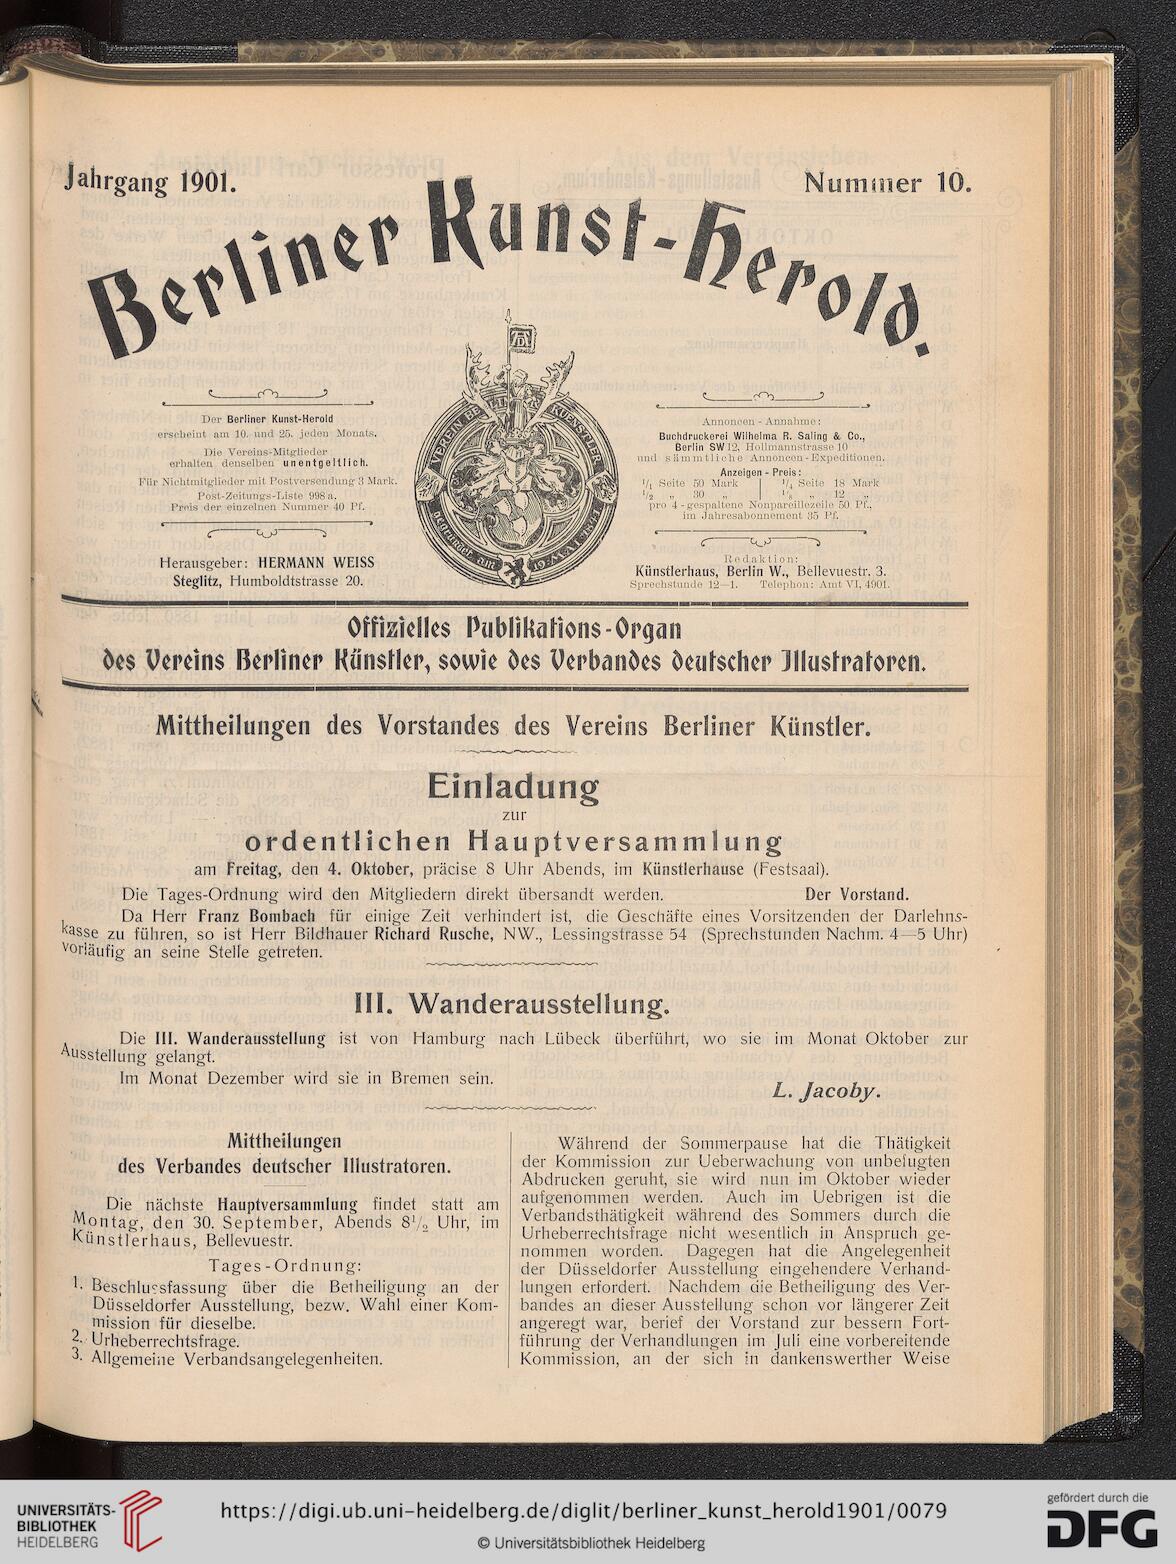 Jahrgang 1901.
Nummer 10.
Berliner Kunst-Herold.
Der Berliner Kunst-Herold
erscheint am 10. und 25. jeden Monats.
Die Vereins-Mitglieder
erhalten denselben unentgeltlich.
Für Nichtmitglieder mit Postversendung 3 Mark.
Post-Zeitungs-Liste 998 a.
Preis der einzelnen Nummer 40 Pf.
Herausgeber: HERMANN WEISS
Steglitz, Humboldtstrasse 20.
VEREIN BERLINER KÜNSTLER
Gegründet am 19. MAI 1841
Annoncen-Annahme:
Buchdruckerei Wilhelma R. Saling & Co.,
Berlin SW 12, Hollmannstrasse 10
und sämmtliche Annoncen-Expeditionen.
Anzeigen-Preis:
1/1 Seite 50 Mark | 1/4 Seite 18 Mark
1/2 „ 30 „ | 1/8 „ 12 „
pro 4-gespaltene Nonpareillezeile 50 Pf.,
im Jahresabonnement 35 Pf.
Redaktion:
Künstlerhaus, Berlin W., Bellevuestr. 3.
Sprechstunde 12—1. Telephon: Amt VI, 4901.
Offizielles Publikations-Organ
des Vereins Berliner Künstler, sowie des Verbandes deutscher Jllustratoren.
Mittheilungen des Vorstandes des Vereins Berliner Künstler.
Einladung
zur
ordentlichen Hauptversammlung
am Freitag, den 4. Oktober, präcise 8 Uhr Abends, im Künstlerhause (Festsaal).
Die Tages-Ordnung wird den Mitgliedern direkt übersandt werden. Der Vorstand.
Da Herr Franz Bombach für einige Zeit verhindert ist, die Geschäfte eines Vorsitzenden der Darlehns-
kasse zu führen, so ist Herr Bildhauer Richard Rusche, NW., Lessingstrasse 54 (Sprechstunden Nachm. 4—5 Uhr)
vorläufig an seine Stelle getreten.
III. Wanderausstellung.
Die III. Wanderausstellung ist von Hamburg nach Lübeck überführt, wo sie im Monat Oktober zur
Ausstellung gelangt.
Im Monat Dezember wird sie in Bremen sein.
L. Jacoby.
Mittheilungen
des Verbandes deutscher Illustratoren.
Die nächste Hauptversammlung findet statt am
Montag, den 30. September, Abends 8 1/2 Uhr, im
Künstlerhaus, Bellevuestr.
Tages-Ordnung:
1. Beschlussfassung über die Betheiligung an der
Düsseldorfer Ausstellung, bezw. Wahl einer Kom-
mission für dieselbe.
2. Urheberrechtsfrage.
3. Allgemeine Verbandsangelegenheiten.
Während der Sommerpause hat die Thätigkeit
der Kommission zur Ueberwachung von unbefugten
Abdrucken geruht, sie wird nun im Oktober wieder
aufgenommen werden. Auch im Uebrigen ist die
Verbandsthätigkeit während des Sommers durch die
Urheberrechtsfrage nicht wesentlich in Anspruch ge-
nommen worden. Dagegen hat die Angelegenheit
der Düsseldorfer Ausstellung eingehendere Verhand-
lungen erfordert. Nachdem die Betheiligung des Ver-
bandes an dieser Ausstellung schon vor längerer Zeit
angeregt war, berief der Vorstand zur bessern Fort-
führung der Verhandlungen im Juli eine vorbereitende
Kommission, an der sich in dankenswerther Weise
UNIVERSITÄTS-
BIBLIOTHEK
HEIDELBERG
https://digi.ub.uni-heidelberg.de/diglit/berliner_kunst_herold1901/0079
© Universitätsbibliothek Heidelberg
gefördert durch die
DFG